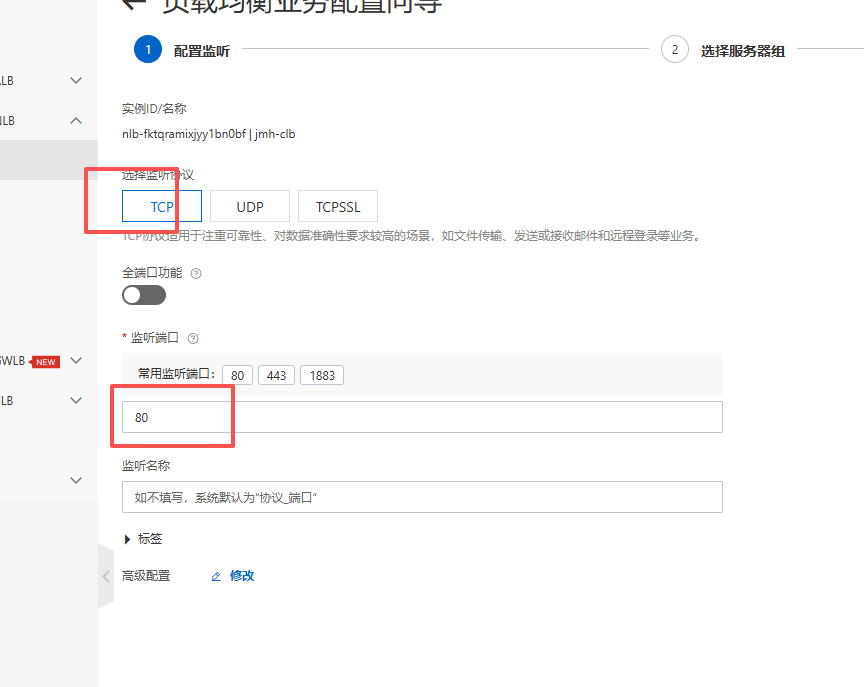 负载均衡业务配置向导
1 配置监听 2 选择服务器组
LB
LB
实例ID/名称
nlb-fktqramixjyy1bn0bf | jmh-clb
选择监听协议
TCP UDP TCPSSL
TCP协议适用于注重可靠性、对数据准确性要求较高的场景，如文件传输、发送或接收邮件和远程登录等业务。
全端口功能
* 监听端口
WLB NEW
常用监听端口： 80 443 1883
LB
80
监听名称
如不填写，系统默认为“协议_端口”
标签
高级配置 修改